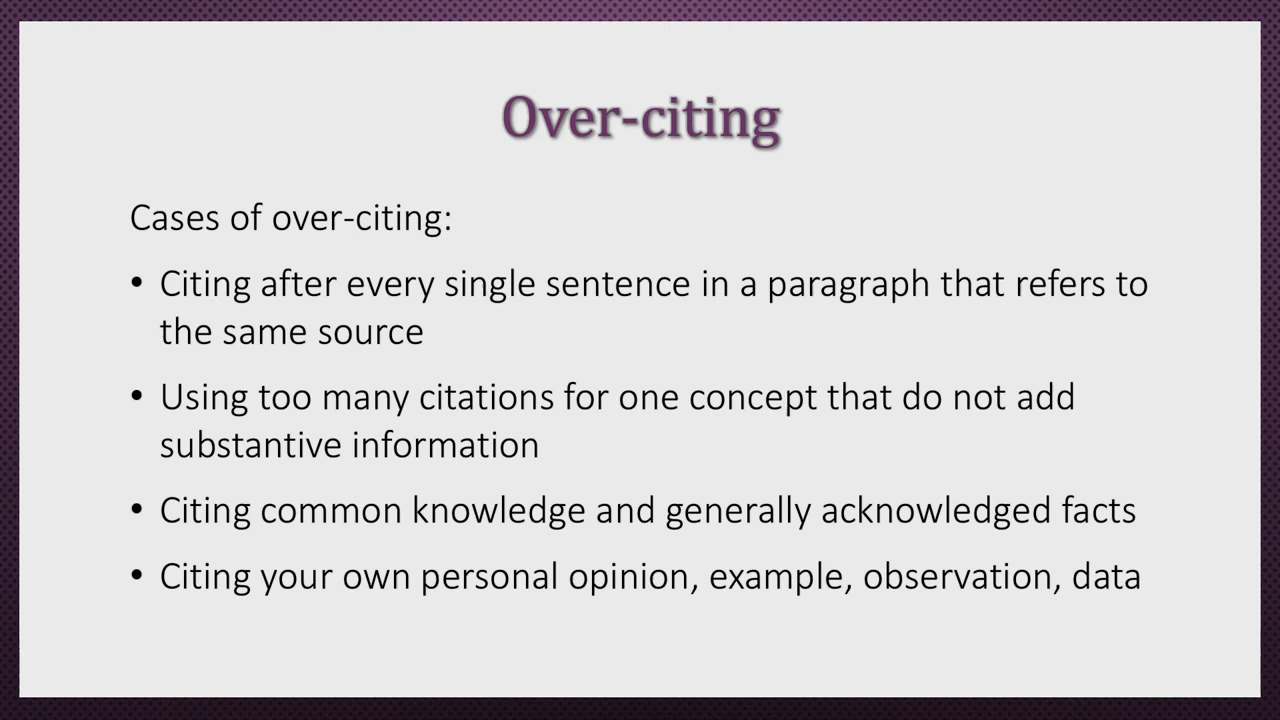 Over-citing
Cases of over-citing:
• Citing after every single sentence in a paragraph that refers to
the same source
• Using too many citations for one concept that do not add
substantive information
• Citing common knowledge and generally acknowledged facts
• Citing your own personal opinion, example, observation, data